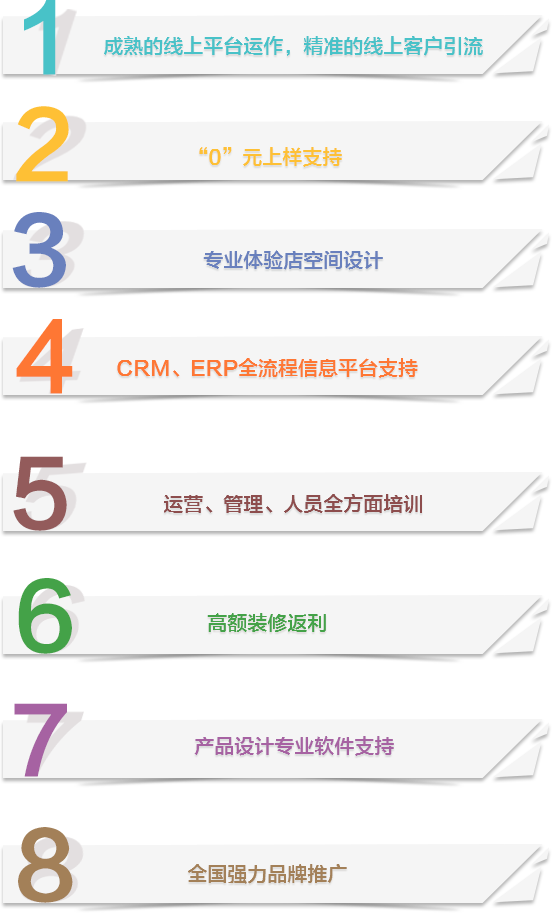 1
成熟的线上平台运作，精准的线上客户引流
2
“0”元上样支持
3
专业体验店空间设计
4
CRM、ERP全流程信息平台支持
5
运营、管理、人员全方面培训
6
高额装修返利
7
产品设计专业软件支持
8
全国强力品牌推广